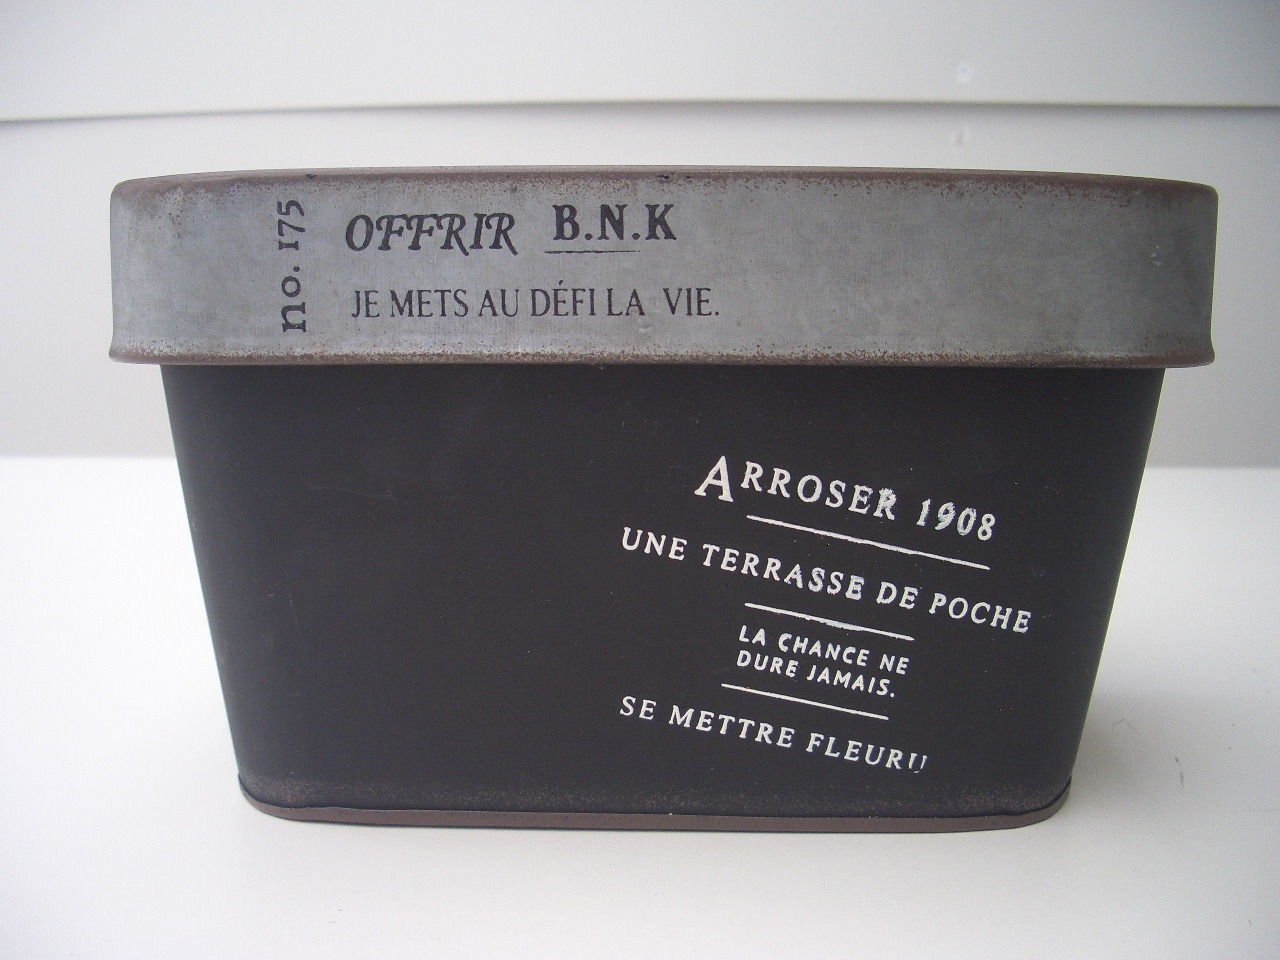 no. 175
OFFRIR B.N.K
JE METS AU DÉFI LA VIE.
ARROSER 1908
UNE TERRASSE DE POCHE
LA CHANCE NE
DURE JAMAIS.
SE METTRE FLEUR!!